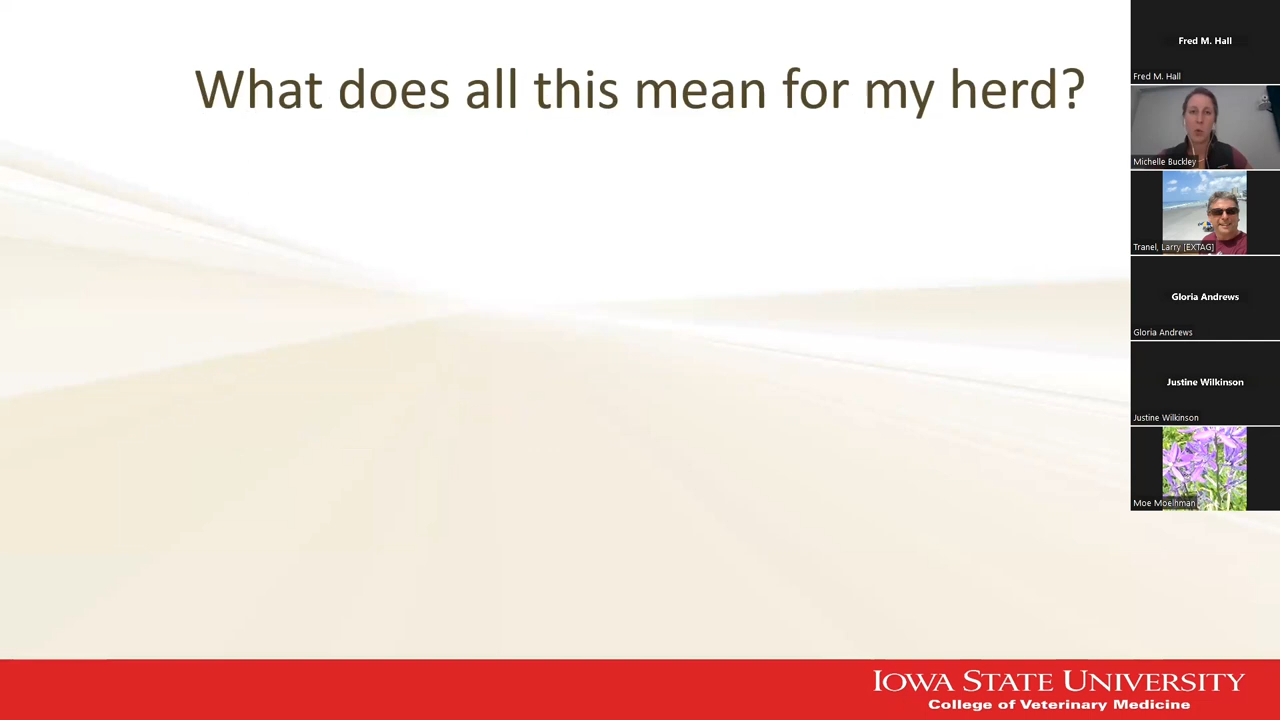 What does all this mean for my herd?
Fred M. Hall
Fred M. Hall
Michelle Buckley
Tranel, Larry [EXTAG]
Gloria Andrews
Gloria Andrews
Justine Wilkinson
Justine Wilkinson
Moe Moelhman
IOWA STATE UNIVERSITY
College of Veterinary Medicine